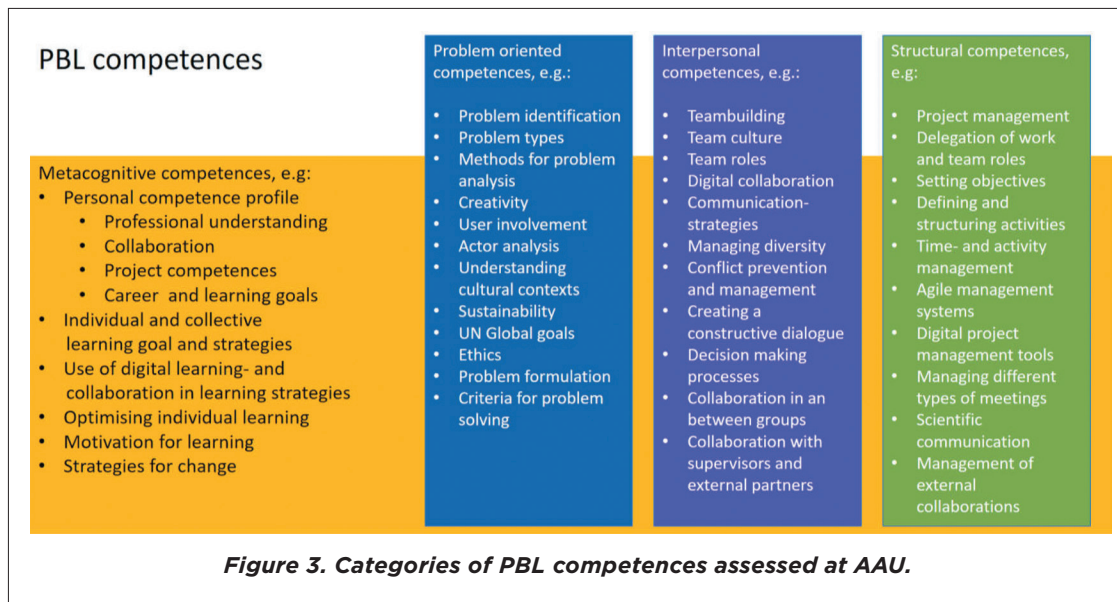 PBL competences
Metacognitive competences, e.g:
• Personal competence profile
• Professional understanding
• Collaboration
• Project competences
• Career and learning goals
• Individual and collective
learning goal and strategies
• Use of digital learning- and
collaboration in learning strategies
• Optimising individual learning
• Motivation for learning
• Strategies for change
Problem oriented
competences, e.g.:
• Problem identification
• Problem types
• Methods for problem
analysis
• Creativity
• User involvement
• Actor analysis
• Understanding
cultural contexts
• Sustainability
• UN Global goals
• Ethics
• Problem formulation
• Criteria for problem
solving
Interpersonal
competences, e.g.:
• Teambuilding
• Team culture
• Team roles
• Digital collaboration
• Communication-
strategies
• Managing diversity
• Conflict prevention
and management
• Creating a
constructive dialogue
• Decision making
processes
• Collaboration in an
between groups
• Collaboration with
supervisors and
external partners
Structural competences,
e.g:
• Project management
• Delegation of work
and team roles
• Setting objectives
• Defining and
structuring activities
• Time- and activity
management
• Agile management
systems
• Digital project
management tools
• Managing different
types of meetings
• Scientific
communication
• Management of
external
collaborations
Figure 3. Categories of PBL competences assessed at AAU.